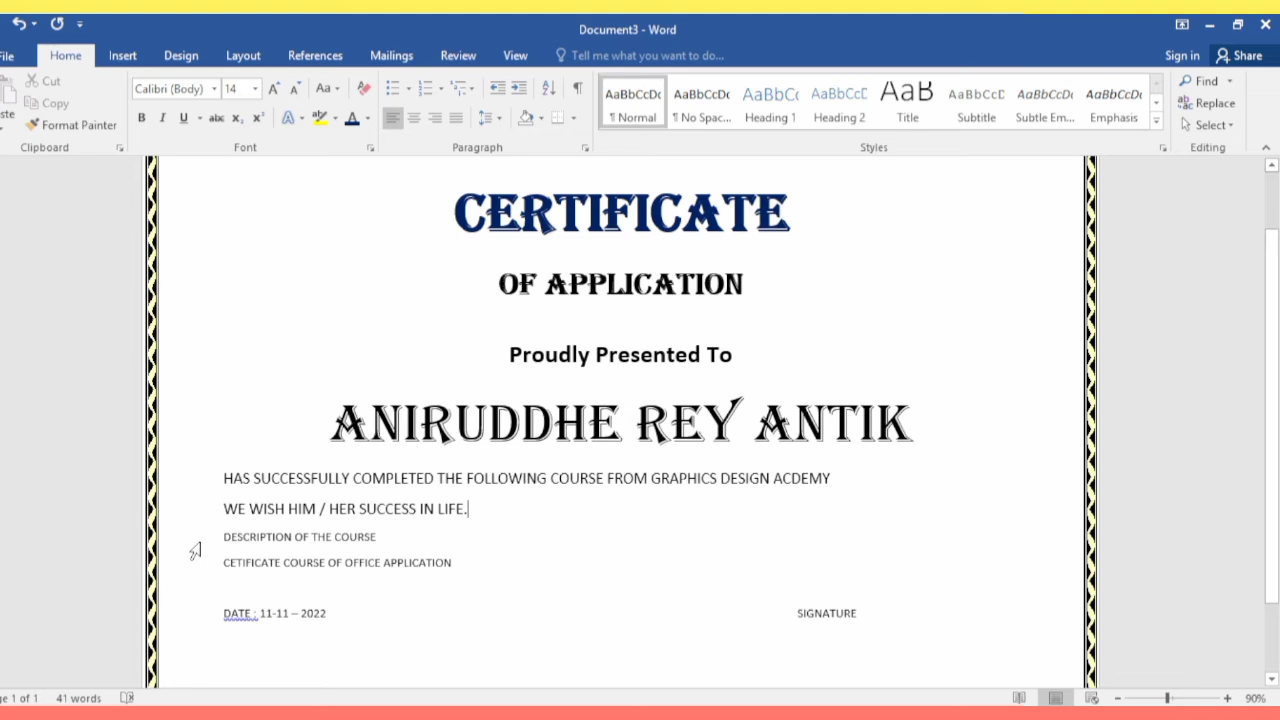 Document3 - Word
File Home Insert Design Layout References Mailings Review View Tell me what you want to do... Sign in Share
Cut
Copy
Format Painter
Clipboard
Calibri (Body) 14
Font
Paragraph
AaBbCcDc AaBbCcDc AaBbCc AaBbCcD AaB AaBbCcD AaBbCcDc AaBbCcDc
¶ Normal ¶ No Spac... Heading 1 Heading 2 Title Subtitle Subtle Em... Emphasis
Styles
Find
Replace
Select
Editing
CERTIFICATE
OF APPLICATION
Proudly Presented To
ANIRUDDHE REY ANTIK
HAS SUCCESSFULLY COMPLETED THE FOLLOWING COURSE FROM GRAPHICS DESIGN ACDEMY
WE WISH HIM / HER SUCCESS IN LIFE.
DESCRIPTION OF THE COURSE
CETIFICATE COURSE OF OFFICE APPLICATION
DATE : 11-11 – 2022 SIGNATURE
1 of 1 41 words 90%